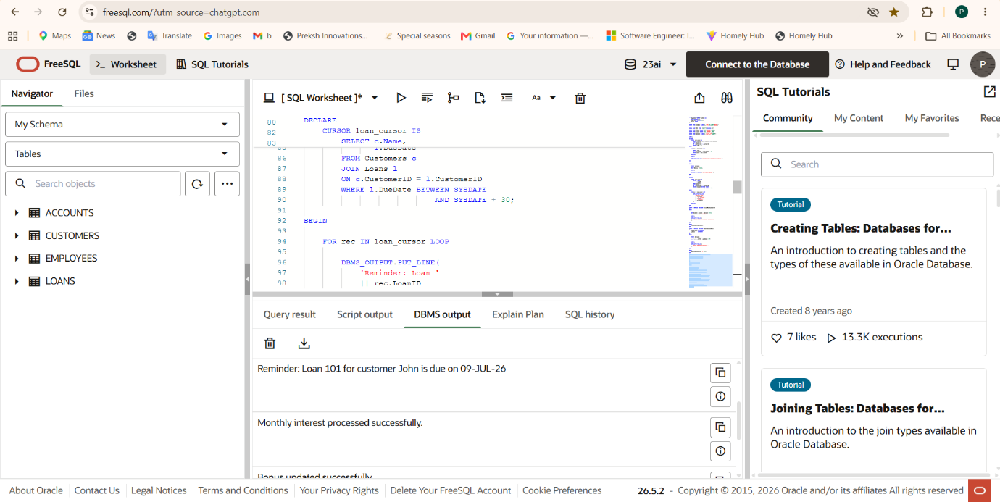 freesql.com/?utm_source=chatgpt.com
P
Maps
News
Translate
Images
b
Preksh Innovations...
Special seasons
Gmail
Your information —...
Software Engineer: I...
Homely Hub
Homely Hub
»
All Bookmarks
FreeSQL
>_ Worksheet
SQL Tutorials
23ai
Connect to the Database
Help and Feedback
P
Navigator
Files
My Schema
Tables
Search objects
ACCOUNTS
CUSTOMERS
EMPLOYEES
LOANS
[ SQL Worksheet ]*
Aa
80 DECLARE
82 CURSOR loan_cursor IS
83 SELECT c.Name,
85 l.DueDate
86 FROM Customers c
87 JOIN Loans l
88 ON c.CustomerID = l.CustomerID
89 WHERE l.DueDate BETWEEN SYSDATE
90 AND SYSDATE + 30;
91
92 BEGIN
93
94 FOR rec IN loan_cursor LOOP
95
96 DBMS_OUTPUT.PUT_LINE(
97 'Reminder: Loan '
98 || rec.LoanID
Query result
Script output
DBMS output
Explain Plan
SQL history
Reminder: Loan 101 for customer John is due on 09-JUL-26
Monthly interest processed successfully.
Bonus updated successfully.
SQL Tutorials
Community
My Content
My Favorites
Rece
Search
Tutorial
Creating Tables: Databases for...
An introduction to creating tables and the
types of these available in Oracle Database.
Created 8 years ago
7 likes
13.3K executions
Tutorial
Joining Tables: Databases for...
An introduction to the join types available in
Oracle Database.
About Oracle
Contact Us
Legal Notices
Terms and Conditions
Your Privacy Rights
Delete Your FreeSQL Account
Cookie Preferences
26.5.2 - Copyright © 2015, 2026 Oracle and/or its affiliates All rights reserved